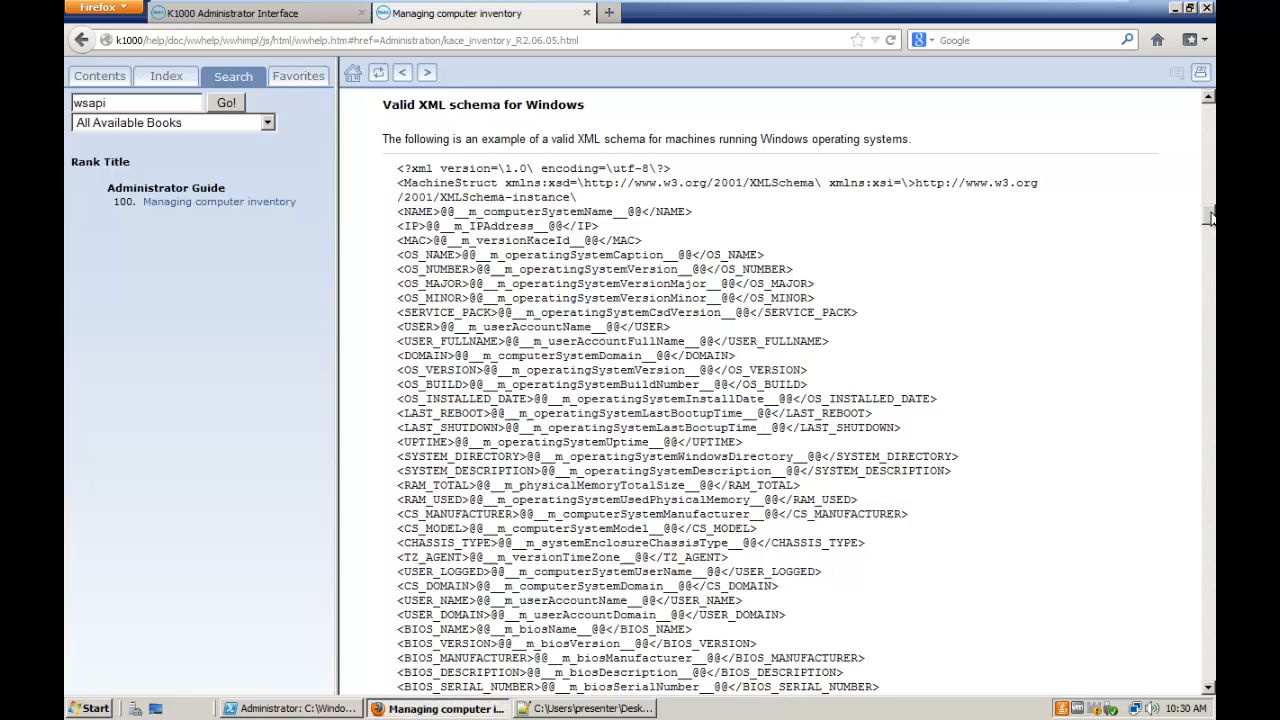 Firefox
K1000 Administrator Interface
Managing computer inventory
k1000/help/doc/wwhelp/wwhimpl/js/html/wwhelp.htm#href=Administration/kace_inventory_R2.06.05.html
Google
Contents
Index
Search
Favorites
wsapi
Go!
All Available Books
Rank Title
Administrator Guide
100. Managing computer inventory
Valid XML schema for Windows
The following is an example of a valid XML schema for machines running Windows operating systems.
<?xml version=\1.0\ encoding=\utf-8\?>
<MachineStruct xmlns:xsd=\http://www.w3.org/2001/XMLSchema\ xmlns:xsi=\>http://www.w3.org
/2001/XMLSchema-instance\
<NAME>@@__m_computerSystemName__@@</NAME>
<IP>@@__m_IPAddress__@@</IP>
<MAC>@@__m_versionKaceId__@@</MAC>
<OS_NAME>@@__m_operatingSystemCaption__@@</OS_NAME>
<OS_NUMBER>@@__m_operatingSystemVersion__@@</OS_NUMBER>
<OS_MAJOR>@@__m_operatingSystemVersionMajor__@@</OS_MAJOR>
<OS_MINOR>@@__m_operatingSystemVersionMinor__@@</OS_MINOR>
<SERVICE_PACK>@@__m_operatingSystemCsdVersion__@@</SERVICE_PACK>
<USER>@@__m_userAccountName__@@</USER>
<USER_FULLNAME>@@__m_userAccountFullName__@@</USER_FULLNAME>
<DOMAIN>@@__m_computerSystemDomain__@@</DOMAIN>
<OS_VERSION>@@__m_operatingSystemVersion__@@</OS_VERSION>
<OS_BUILD>@@__m_operatingSystemBuildNumber__@@</OS_BUILD>
<OS_INSTALLED_DATE>@@__m_operatingSystemInstallDate__@@</OS_INSTALLED_DATE>
<LAST_REBOOT>@@__m_operatingSystemLastBootupTime__@@</LAST_REBOOT>
<LAST_SHUTDOWN>@@__m_operatingSystemLastBootupTime__@@</LAST_SHUTDOWN>
<UPTIME>@@__m_operatingSystemUptime__@@</UPTIME>
<SYSTEM_DIRECTORY>@@__m_operatingSystemWindowsDirectory__@@</SYSTEM_DIRECTORY>
<SYSTEM_DESCRIPTION>@@__m_operatingSystemDescription__@@</SYSTEM_DESCRIPTION>
<RAM_TOTAL>@@__m_physicalMemoryTotalSize__@@</RAM_TOTAL>
<RAM_USED>@@__m_operatingSystemUsedPhysicalMemory__@@</RAM_USED>
<CS_MANUFACTURER>@@__m_computerSystemManufacturer__@@</CS_MANUFACTURER>
<CS_MODEL>@@__m_computerSystemModel__@@</CS_MODEL>
<CHASSIS_TYPE>@@__m_systemEnclosureChassisType__@@</CHASSIS_TYPE>
<TZ_AGENT>@@__m_versionTimeZone__@@</TZ_AGENT>
<USER_LOGGED>@@__m_computerSystemUserName__@@</USER_LOGGED>
<CS_DOMAIN>@@__m_computerSystemDomain__@@</CS_DOMAIN>
<USER_NAME>@@__m_userAccountName__@@</USER_NAME>
<USER_DOMAIN>@@__m_userAccountDomain__@@</USER_DOMAIN>
<BIOS_NAME>@@__m_biosName__@@</BIOS_NAME>
<BIOS_VERSION>@@__m_biosVersion__@@</BIOS_VERSION>
<BIOS_MANUFACTURER>@@__m_biosManufacturer__@@</BIOS_MANUFACTURER>
<BIOS_DESCRIPTION>@@__m_biosDescription__@@</BIOS_DESCRIPTION>
<BIOS_SERIAL_NUMBER>@@__m_biosSerialNumber__@@</BIOS_SERIAL_NUMBER>
Start
Administrator: C:\Windo...
Managing computer i...
C:\Users\presenter\Desk...
10:30 AM